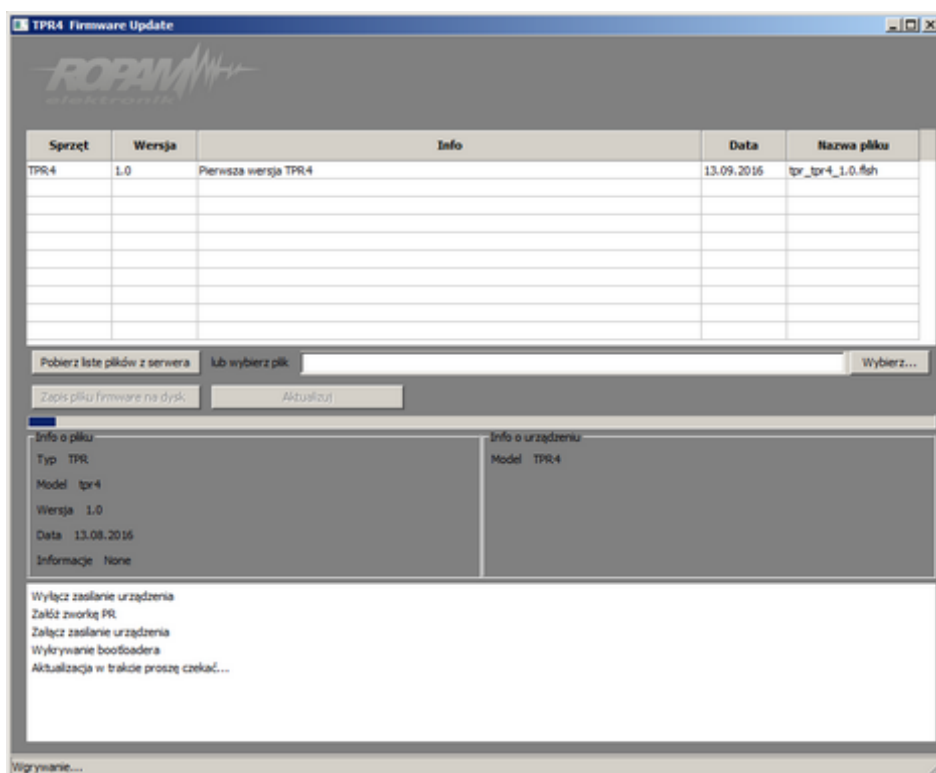 TPR4 Firmware Update
ROPAM
elektronik
Sprzęt Wersja Info Data Nazwa pliku
TPR4 1.0 Pierwsza wersja TPR4 13.09.2016 tpr_tpr4_1.0.flsh
Pobierz liste plików z serwera lub wybierz plik Wybierz...
Zapis pliku firmware na dysk Aktualizuj
Info o pliku Info o urządzeniu
Typ TPR Model TPR4
Model tpr4
Wersja 1.0
Data 13.08.2016
Informacje None
Wyłącz zasilanie urządzenia
Załóż zworkę PR
Załącz zasilanie urządzenia
Wykrywanie bootloadera
Aktualizacja w trakcie proszę czekać...
Wgrywanie....